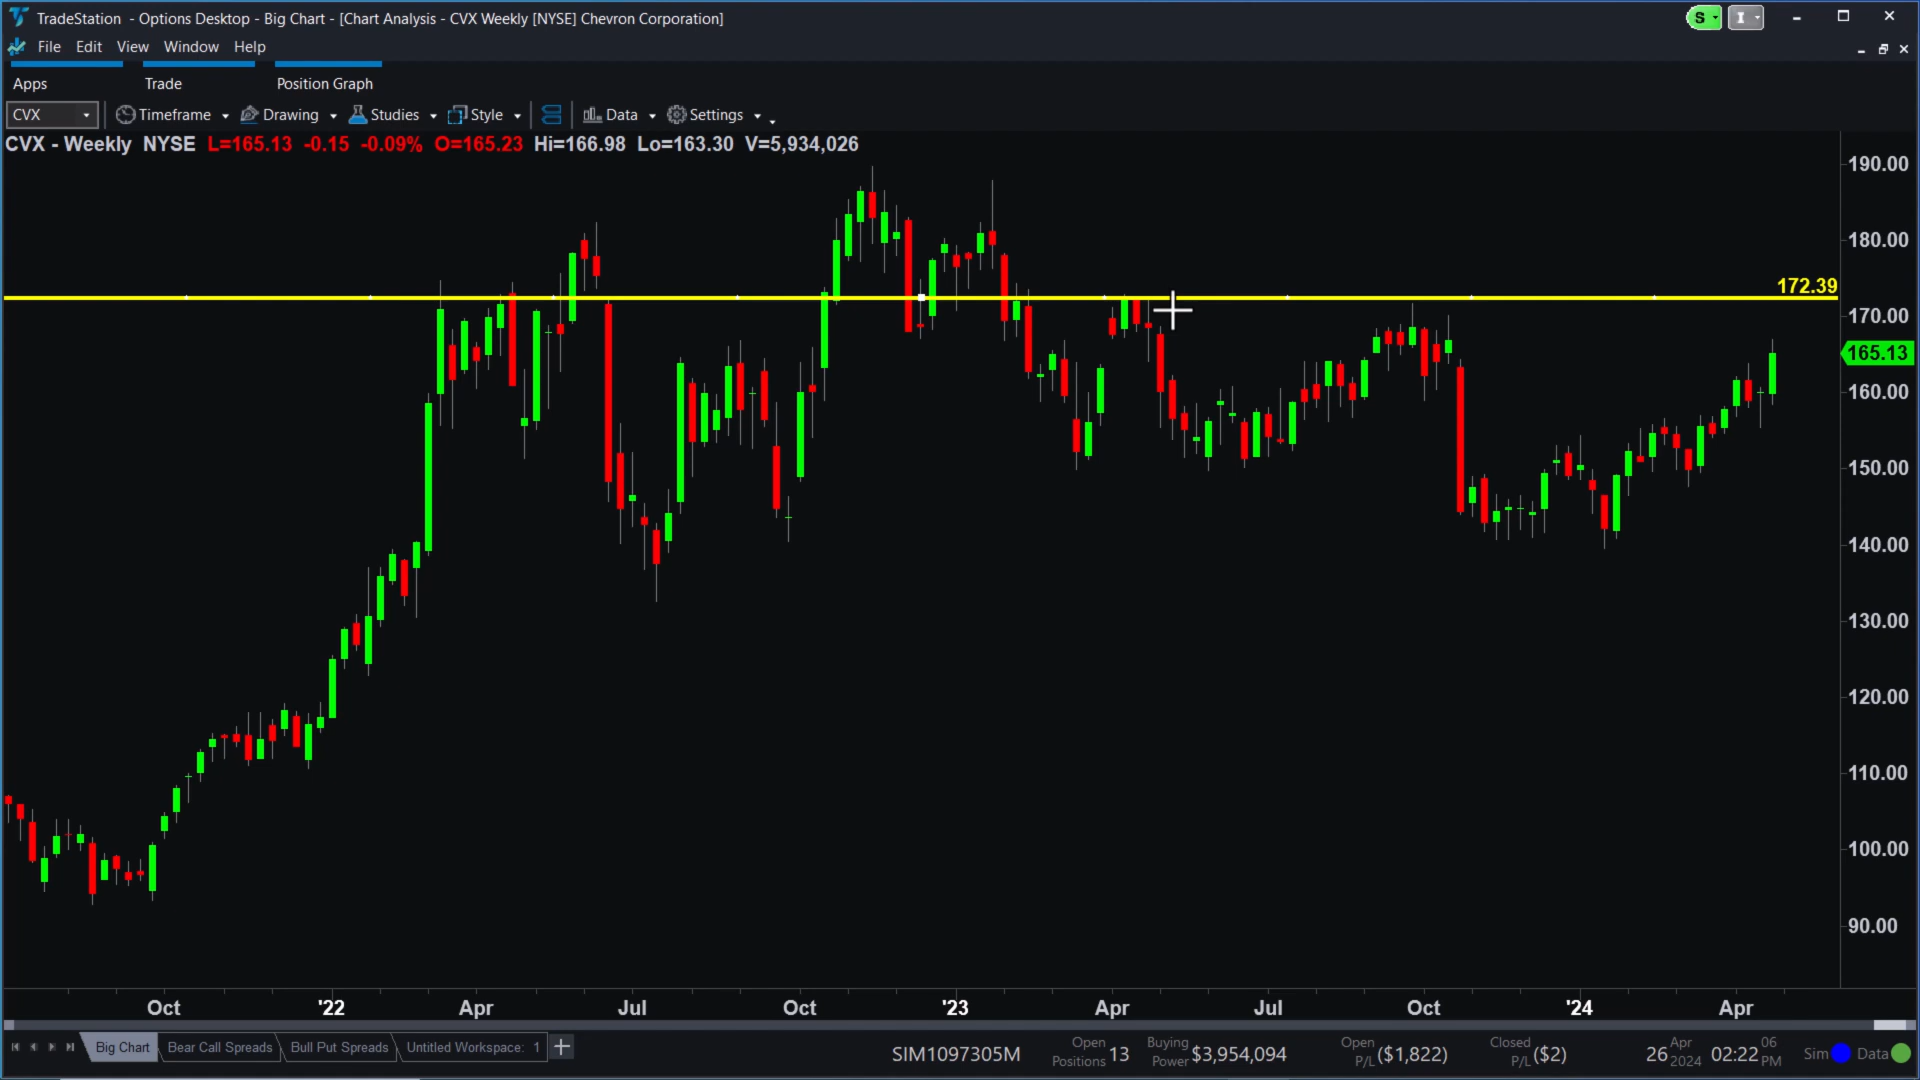 TradeStation - Options Desktop - Big Chart - [Chart Analysis - CVX Weekly [NYSE] Chevron Corporation]
S I
File Edit View Window Help
Apps Trade Position Graph
CVX Timeframe Drawing Studies Style Data Settings
CVX - Weekly NYSE L=165.13 -0.15 -0.09% O=165.23 Hi=166.98 Lo=163.30 V=5,934,026
190.00
180.00
172.39
170.00
165.13
160.00
150.00
140.00
130.00
120.00
110.00
100.00
90.00
Oct '22 Apr Jul Oct '23 Apr Jul Oct '24 Apr
Big Chart Bear Call Spreads Bull Put Spreads Untitled Workspace: 1
SIM1097305M Open Positions 13 Buying Power $3,954,094 Open P/L ($1,822) Closed P/L ($2) 26 Apr 2024 02:22 06 PM Sim Data